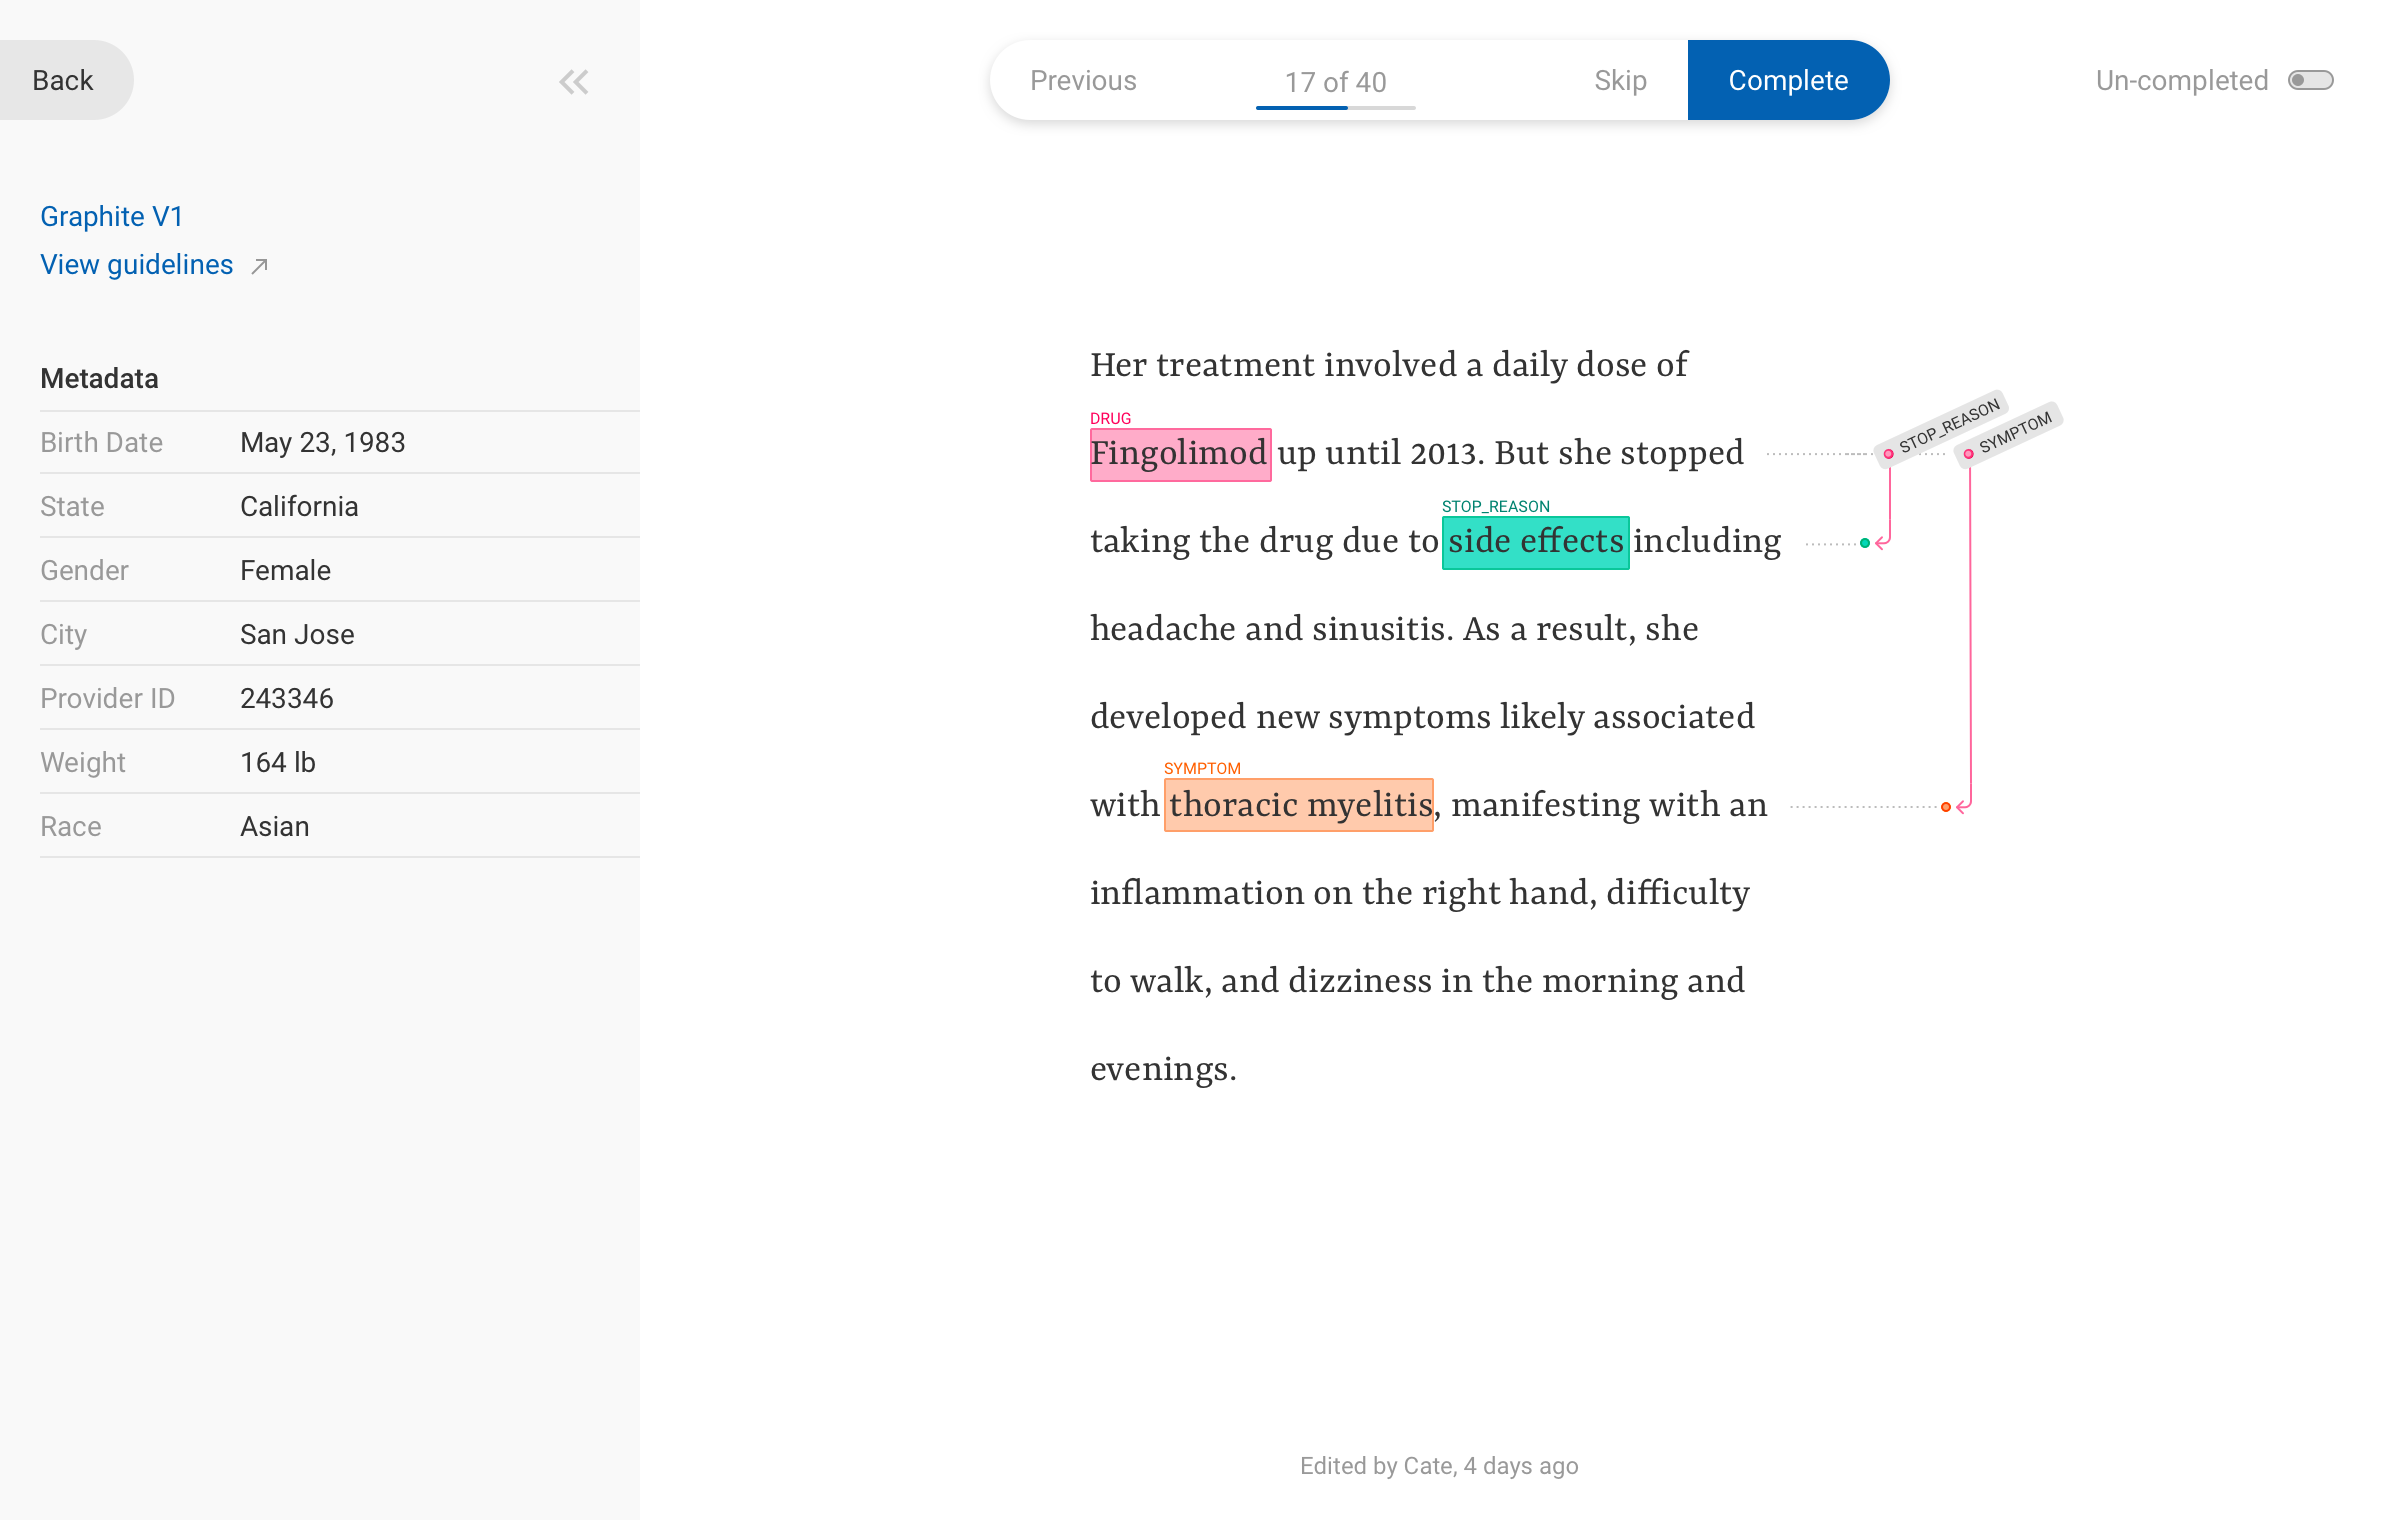 Back
Previous
17 of 40
Skip
Complete
Un-completed
Graphite V1
View guidelines
Metadata
Birth Date May 23, 1983
State California
Gender Female
City San Jose
Provider ID 243346
Weight 164 lb
Race Asian
Her treatment involved a daily dose of
DRUG
Fingolimod up until 2013. But she stopped
STOP_REASON
SYMPTOM
STOP_REASON
taking the drug due to side effects including
headache and sinusitis. As a result, she
developed new symptoms likely associated
SYMPTOM
with thoracic myelitis, manifesting with an
inflammation on the right hand, difficulty
to walk, and dizziness in the morning and
evenings.
Edited by Cate, 4 days ago